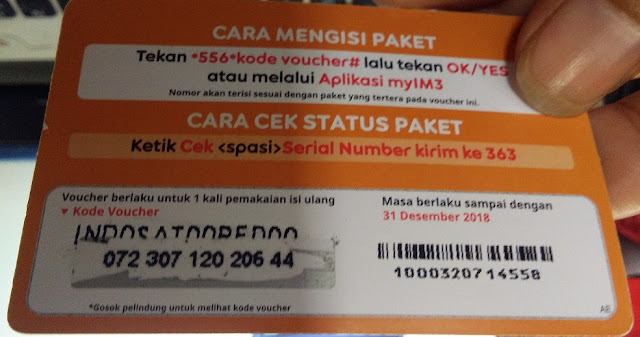 CARA MENGISI PAKET
Tekan *556*kode voucher# lalu tekan OK/YES
atau melalui Aplikasi myIM3
Nomor akan terisi sesuai dengan paket yang tertera pada voucher ini.
CARA CEK STATUS PAKET
Ketik Cek <spasi>Serial Number kirim ke 363
Voucher berlaku untuk 1 kali pemakaian isi ulang
Kode Voucher
INDOSATOOREDOO
072 307 120 206 44
*Gosok pelindung untuk melihat kode voucher
Masa berlaku sampai dengan
31 Desember 2018
1000320714558
AE